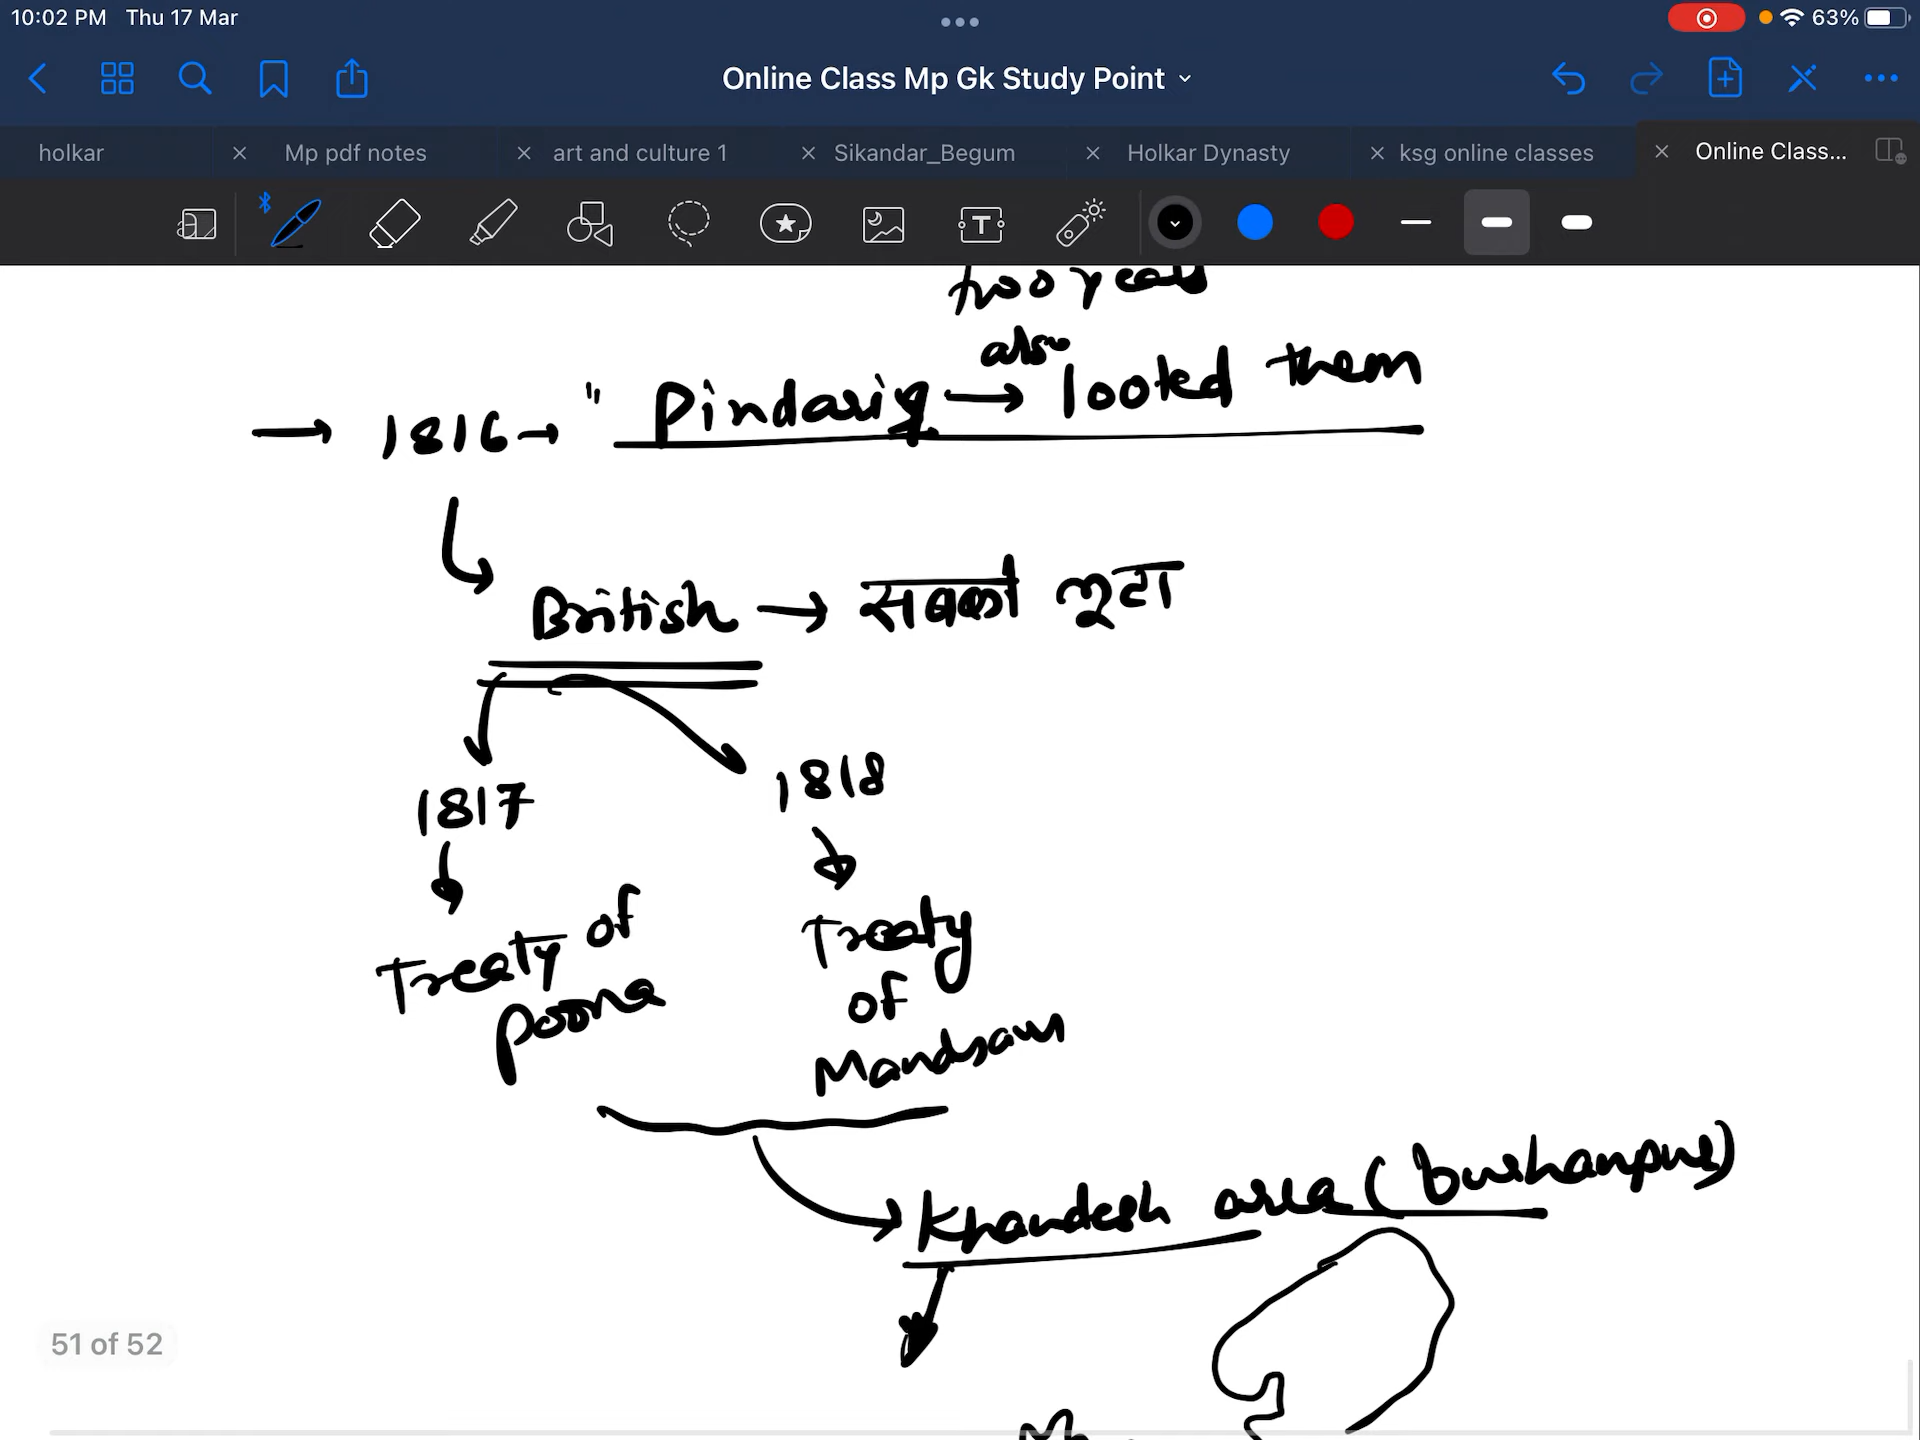 10:02 PM Thu 17 Mar
63%
Online Class Mp Gk Study Point
holkar
Mp pdf notes
art and culture 1
Sikandar_Begum
Holkar Dynasty
ksg online classes
Online Class...
T
two years
also
→ 1816 → " Pindaris → looted them
British → सबको लूटा
1817
1818
Treaty of
poona
Treaty
of
Mandsaur
Khandesh area (burhanpur)
51 of 52